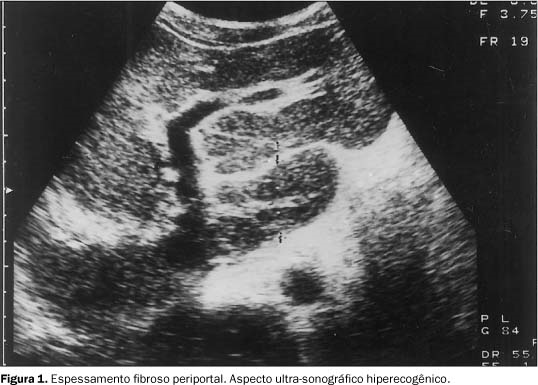 F 3.75
FR 19
P L
G 84
DR 55
Figura 1. Espessamento fibroso periportal. Aspecto ultra-sonográfico hiperecogênico.